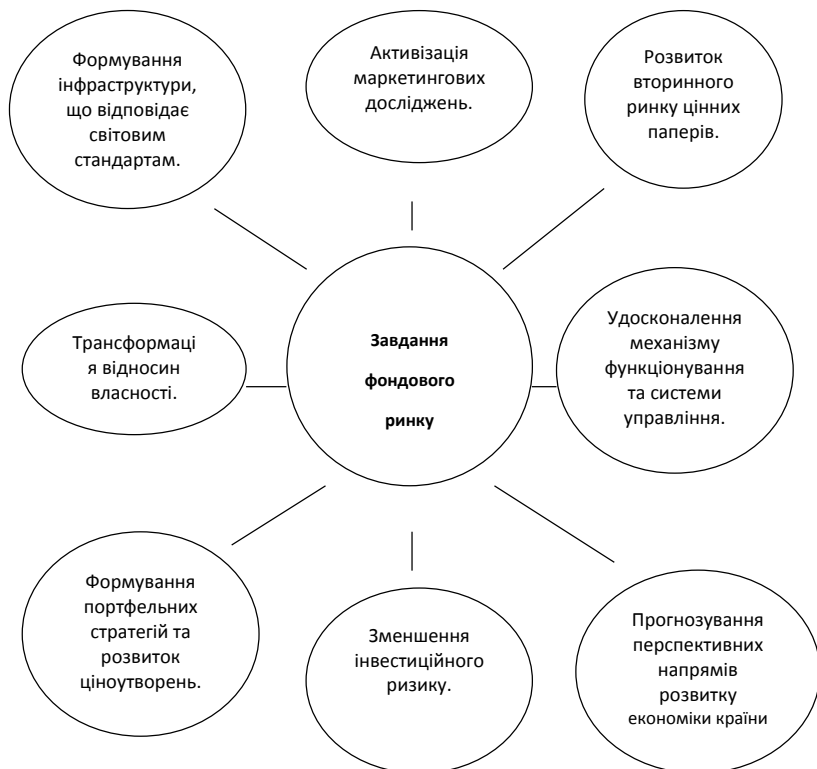 Формування
інфраструктури,
що відповідає
світовим
стандартам.
Активізація
маркетингових
досліджень.
Розвиток
вторинного
ринку цінних
паперів.
Трансформаці
я відносин
власності.
Завдання
фондового
ринку
Удосконалення
механізму
функціонування
та системи
управління.
Формування
портфельних
стратегій та
розвиток
ціноутворень.
Зменшення
інвестиційного
ризику.
Прогнозування
перспективних
напрямів
розвитку
економіки країни